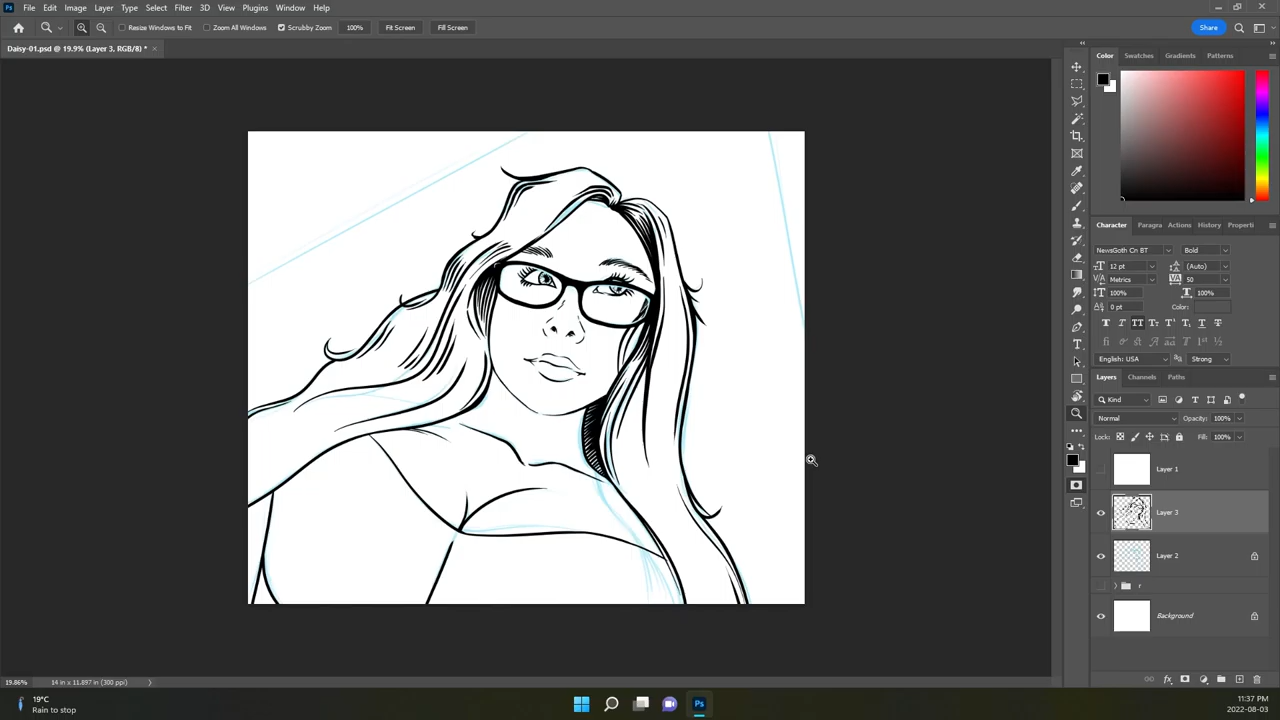 Ps File Edit Image Layer Type Select Filter 3D View Plugins Window Help
Resize Windows to Fit Zoom All Windows Scrubby Zoom 100% Fit Screen Fill Screen Share
Daisy-01.psd @ 19.9% (Layer 3, RGB/8) * ×
Color Swatches Gradients Patterns
Character Paragra Actions History Properti
NewsGoth Cn BT Bold
12 pt (Auto)
Metrics 50
100% 100%
0 pt Color:
English: USA Strong
Layers Channels Paths
Kind
Normal Opacity: 100%
Lock: Fill: 100%
Layer 1
Layer 3
Layer 2
r
Background
19.86% 14 in x 11.897 in (300 ppi)
19°C
Rain to stop
Ps
11:37 PM
2022-08-03